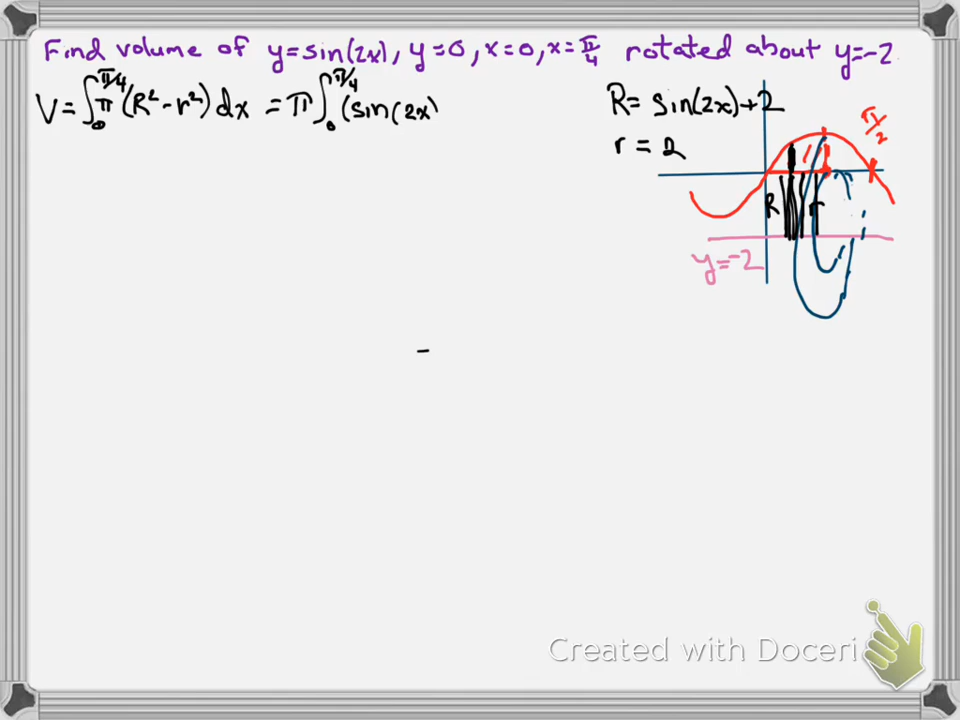 Find volume of y=sin(2x), y=0, x=0, x=π/4 rotated about y=-2.
V=∫₀^π/4 π(R²-r²)dx = π∫₀^π/4 (sin(2x)
R=sin(2x)+2
r=2
π/2
R r
y=-2
-
Created with Doceri